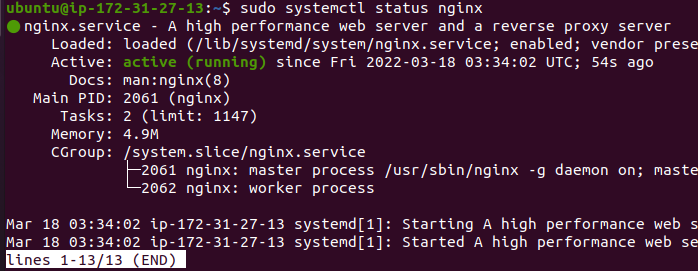 ubuntu@ip-172-31-27-13:~$ sudo systemctl status nginx
● nginx.service - A high performance web server and a reverse proxy server
Loaded: loaded (/lib/systemd/system/nginx.service; enabled; vendor prese
Active: active (running) since Fri 2022-03-18 03:34:02 UTC; 54s ago
Docs: man:nginx(8)
Main PID: 2061 (nginx)
Tasks: 2 (limit: 1147)
Memory: 4.9M
CGroup: /system.slice/nginx.service
├─2061 nginx: master process /usr/sbin/nginx -g daemon on; maste
└─2062 nginx: worker process
Mar 18 03:34:02 ip-172-31-27-13 systemd[1]: Starting A high performance web s
Mar 18 03:34:02 ip-172-31-27-13 systemd[1]: Started A high performance web se
lines 1-13/13 (END)